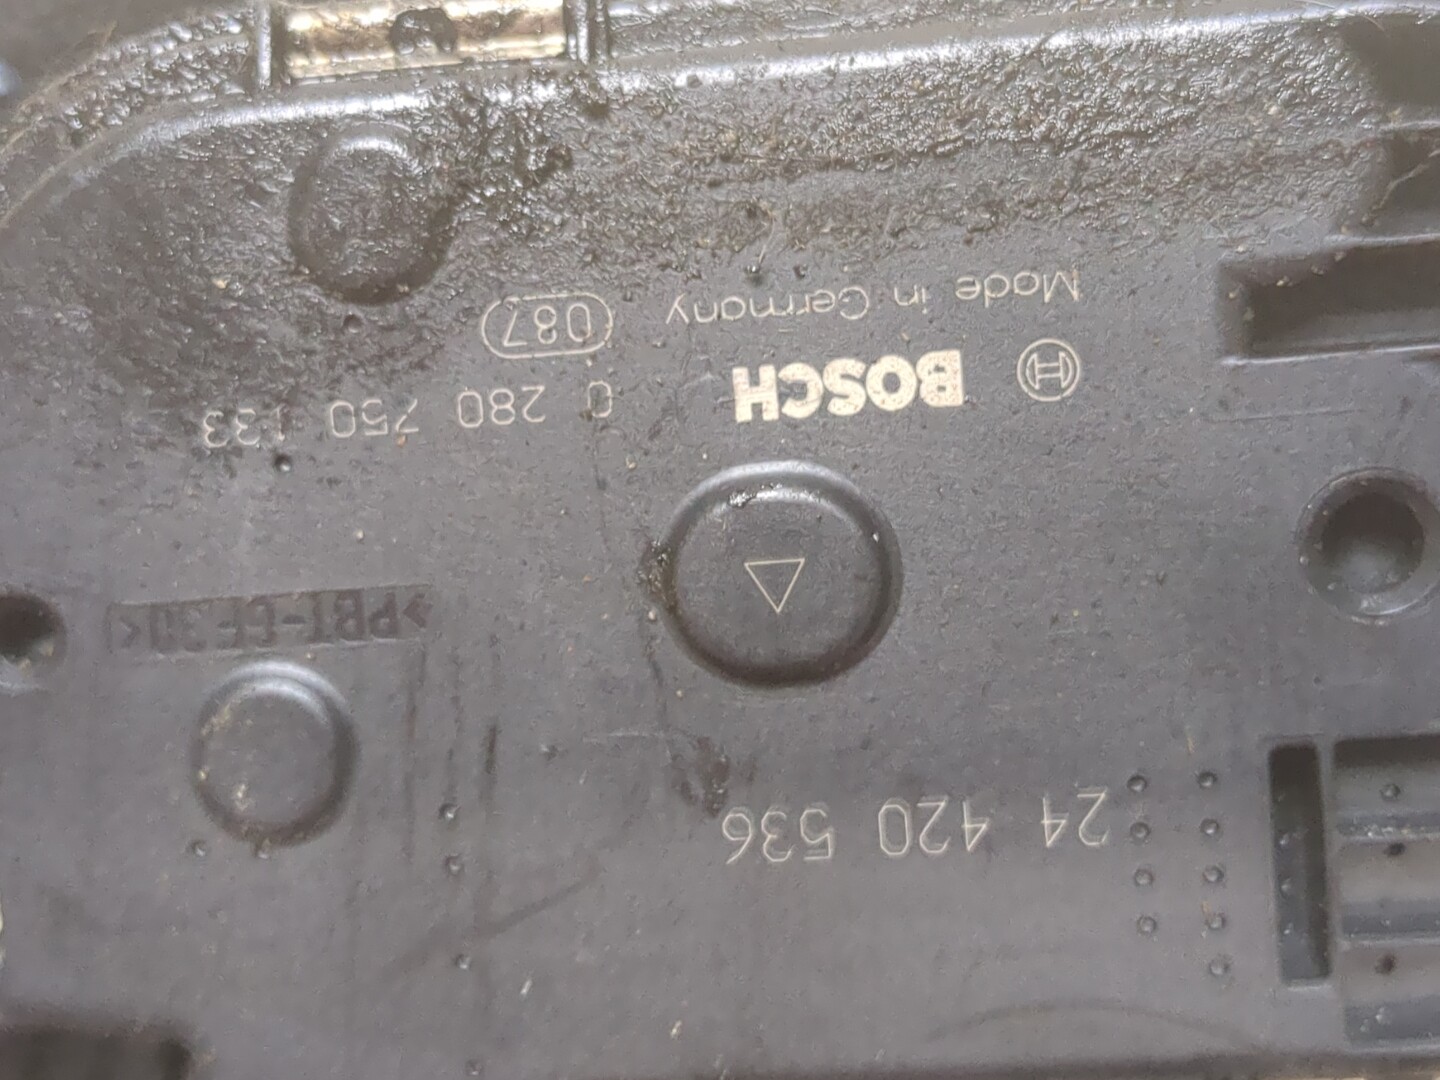 24 420 536
>PBT-GF30<
BOSCH 0 280 750 133
Made in Germany 087